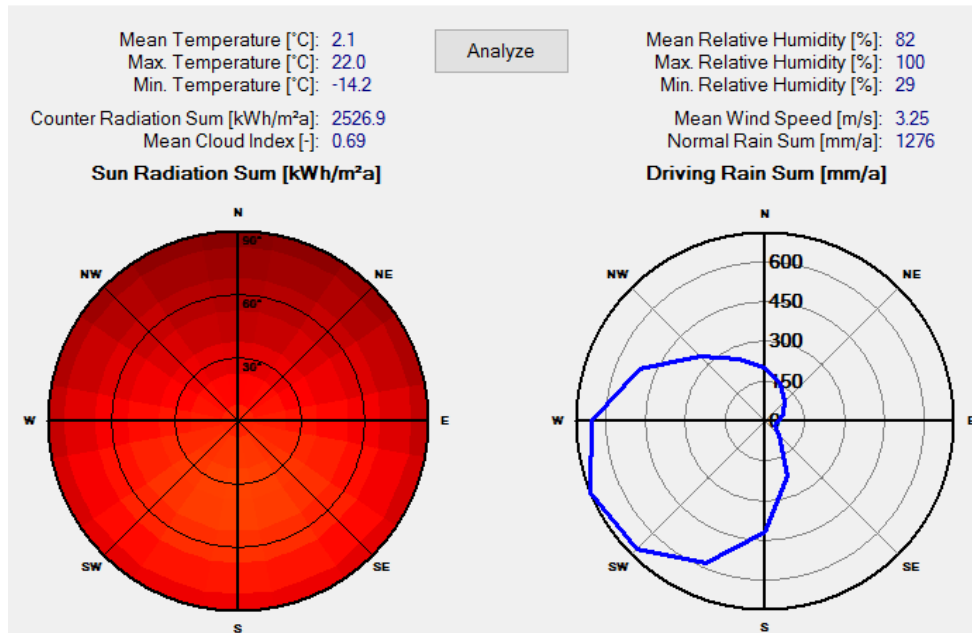 Mean Temperature [°C]: 2.1
Max. Temperature [°C]: 22.0
Min. Temperature [°C]: -14.2
Counter Radiation Sum [kWh/m²a]: 2526.9
Mean Cloud Index [-]: 0.69
Analyze
Mean Relative Humidity [%]: 82
Max. Relative Humidity [%]: 100
Min. Relative Humidity [%]: 29
Mean Wind Speed [m/s]: 3.25
Normal Rain Sum [mm/a]: 1276
Sun Radiation Sum [kWh/m²a]
N
90°
NW
NE
60°
30°
W
E
SW
SE
S
Driving Rain Sum [mm/a]
N
600
NW
NE
450
300
150
W
0
E
SW
SE
S